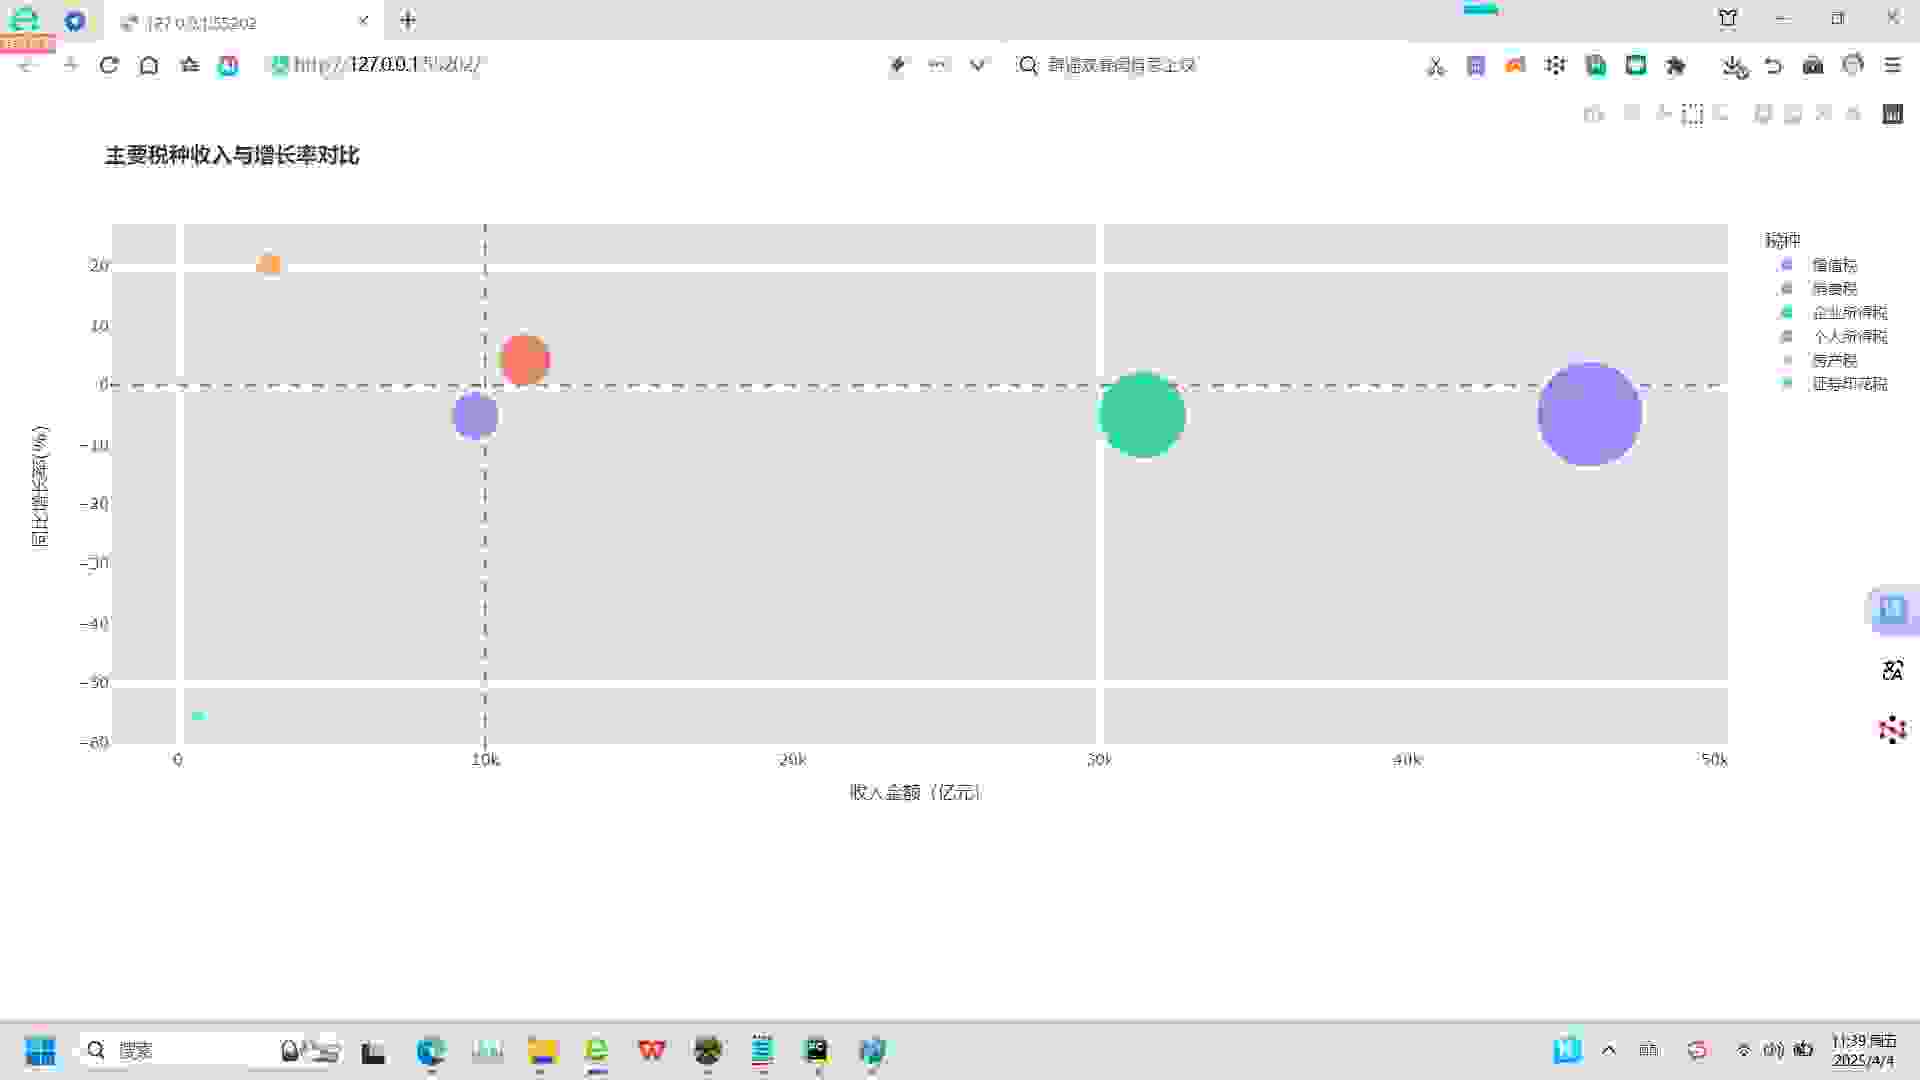 127.0.0.1:55202
http://127.0.0.1:55202/
主要税种收入与增长率对比
税种
增值税
消费税
企业所得税
个人所得税
房产税
证券印花税
20
10
0
−10
−30
−40
−50
−60
同比增长率(%)
0
10k
20k
30k
40k
50k
收入金额（亿元）
搜索
11:39 周五
2025/4/4